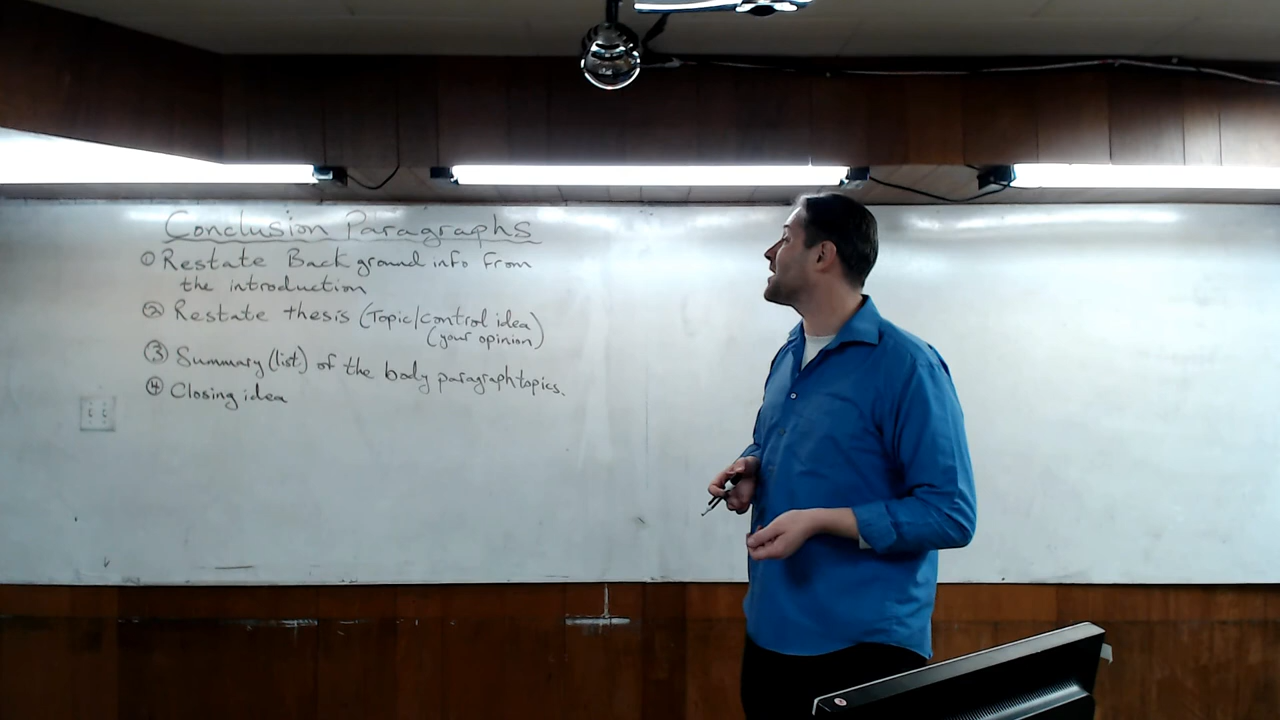 Conclusion Paragraphs
① Restate Background info from
the introduction
② Restate thesis (Topic/control idea)
(your opinion)
③ Summary (list) of the body paragraph topics.
④ Closing idea